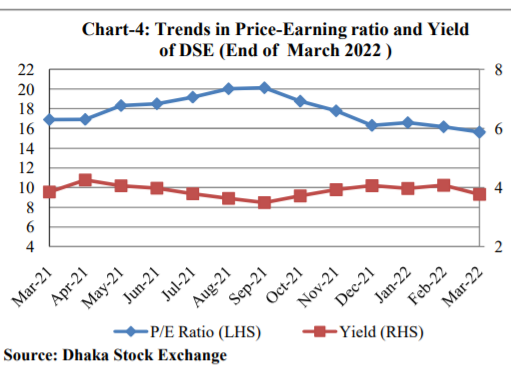 Chart-4: Trends in Price-Earning ratio and Yield
of DSE (End of March 2022 )
22
20
18
16
14
12
10
8
6
4
8
6
4
2
Mar-21
Apr-21
May-21
Jun-21
Jul-21
Aug-21
Sep-21
Oct-21
Nov-21
Dec-21
Jan-22
Feb-22
Mar-22
P/E Ratio (LHS)
Yield (RHS)
Source: Dhaka Stock Exchange